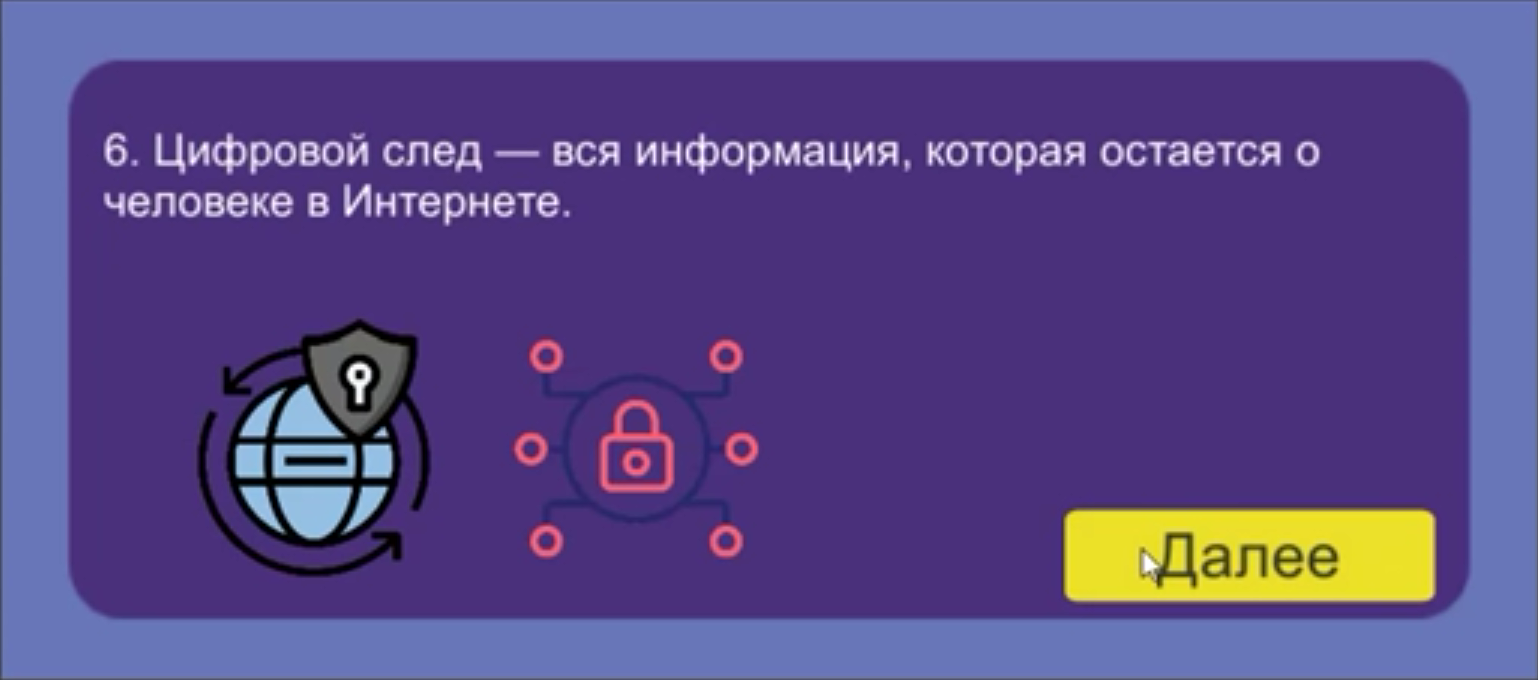 6. Цифровой след — вся информация, которая остается о
человеке в Интернете.
Далее